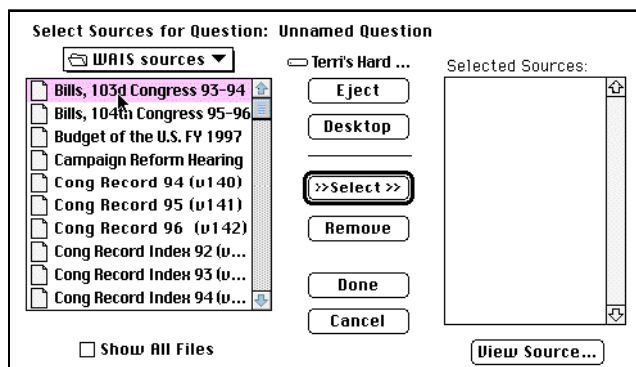 Select Sources for Question: Unnamed Question
WAIS sources
Bills, 103d Congress 93-94
Bills, 104th Congress 95-96
Budget of the U.S. FY 1997
Campaign Reform Hearing
Cong Record 94 (v140)
Cong Record 95 (v141)
Cong Record 96 (v142)
Cong Record Index 92 (v...
Cong Record Index 93 (v...
Cong Record Index 94 (v...
Show All Files
Terri's Hard ...
Eject
Desktop
>>Select >>
Remove
Done
Cancel
Selected Sources:
View Source...